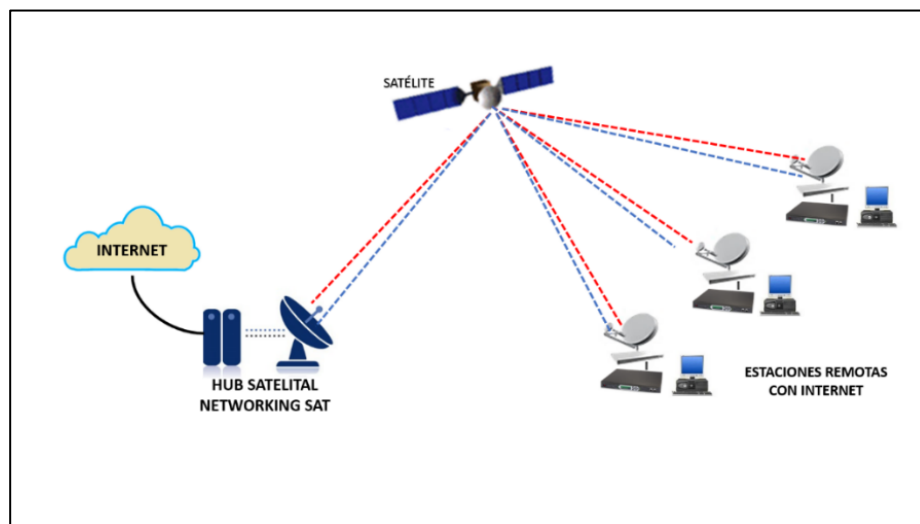 SATÉLITE
INTERNET
HUB SATELITAL
NETWORKING SAT
ESTACIONES REMOTAS
CON INTERNET